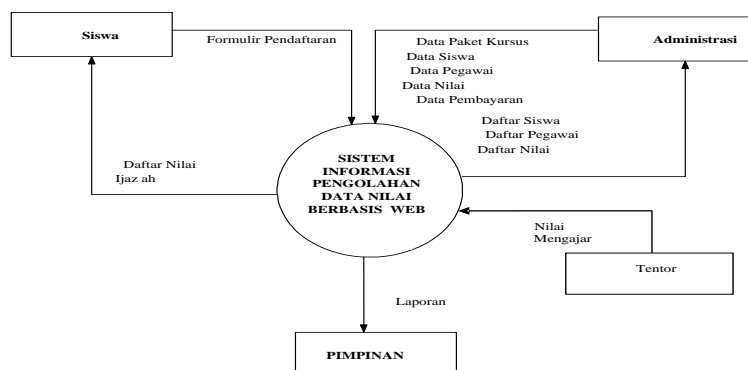 Siswa
Formulir Pendaftaran
Data Paket Kursus
Data Siswa
Data Pegawai
Data Nilai
Data Pembayaran
Administrasi
Daftar Siswa
Daftar Pegawai
Daftar Nilai
Daftar Nilai
Ijaz ah
SISTEM
INFORMASI
PENGOLAHAN
DATA NILAI
BERBASIS WEB
Nilai
Mengajar
Tentor
Laporan
PIMPINAN